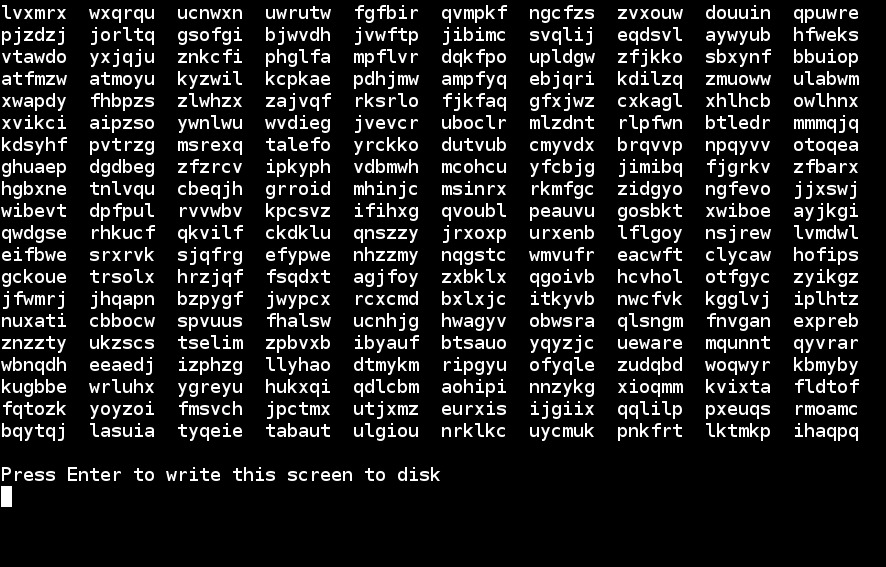 lvxmrx  wxqrqu  ucnwxn  uwrutw  fgfbir  qvmpkf  ngcfzs  zvxouw  douuin  qpuwre
pjzdzj  jorltq  gsofgi  bjwvdh  jvwftp  jibimc  svqlij  eqdsvl  aywyub  hfweks
vtawdo  yxjqju  znkcfi  phglfa  mpflvr  dqkfpo  upldgw  zfjkko  sbxynf  bbuiop
atfmzw  atmoyu  kyzwil  kcpkae  pdhjmw  ampfyq  ebjqri  kdilzq  zmuoww  ulabwm
xwapdy  fhbpzs  zlwhzx  zajvqf  rksrlo  fjkfaq  gfxjwz  cxkagl  xhlhcb  owlhnx
xvikci  aipzso  ywnlwu  wvdieg  jvevcr  uboclr  mlzdnt  rlpfwn  btledr  mmmqjq
kdsyhf  pvtrzg  msrexq  talefo  yrckko  dutvub  cmyvdx  brqvvp  npqyvv  otoqea
ghuaep  dgdbeg  zfzrcv  ipkyph  vdbmwh  mcohcu  yfcbjg  jimibq  fjgrkv  zfbarx
hgbxne  tnlvqu  cbeqjh  grroid  mhinjc  msinrx  rkmfgc  zidgyo  ngfevo  jjxswj
wibevt  dpfpul  rvvwbv  kpcsvz  ifihxg  qvoubl  peauvu  gosbkt  xwiboe  ayjkgi
qwdgse  rhkucf  qkvilf  ckdklu  qnszzy  jrxoxp  urxenb  lflgoy  nsjrew  lvmdwl
eifbwe  srxrvk  sjqfrg  efypwe  nhzzmy  nqgstc  wmvufr  eacwft  clycaw  hofips
gckoue  trsolx  hrzjqf  fsqdxt  agjfoy  zxbklx  qgoivb  hcvhol  otfgyc  zyikgz
jfwmrj  jhqapn  bzpygf  jwypcx  rcxcmd  bxlxjc  itkyvb  nwcfvk  kgglvj  iplhtz
nuxati  cbbocw  spvuus  fhalsw  ucnhjg  hwagyv  obwsra  qlsngm  fnvgan  expreb
znzzty  ukzscs  tselim  zpbvxb  ibyauf  btsauo  yqyzjc  ueware  mqunnt  qyvrar
wbnqdh  eeaedj  izphzg  llyhao  dtmykm  ripgyu  ofyqle  zudqbd  woqwyr  kbmyby
kugbbe  wrluhx  ygreyu  hukxqi  qdlcbm  aohipi  nnzykg  xioqmm  kvixta  fldtof
fqtozk  yoyzoi  fmsvch  jpctmx  utjxmz  eurxis  ijgiix  qqlilp  pxeuqs  rmoamc
bqytqj  lasuia  tyqeie  tabaut  ulgiou  nrklkc  uycmuk  pnkfrt  lktmkp  ihaqpq
Press Enter to write this screen to disk